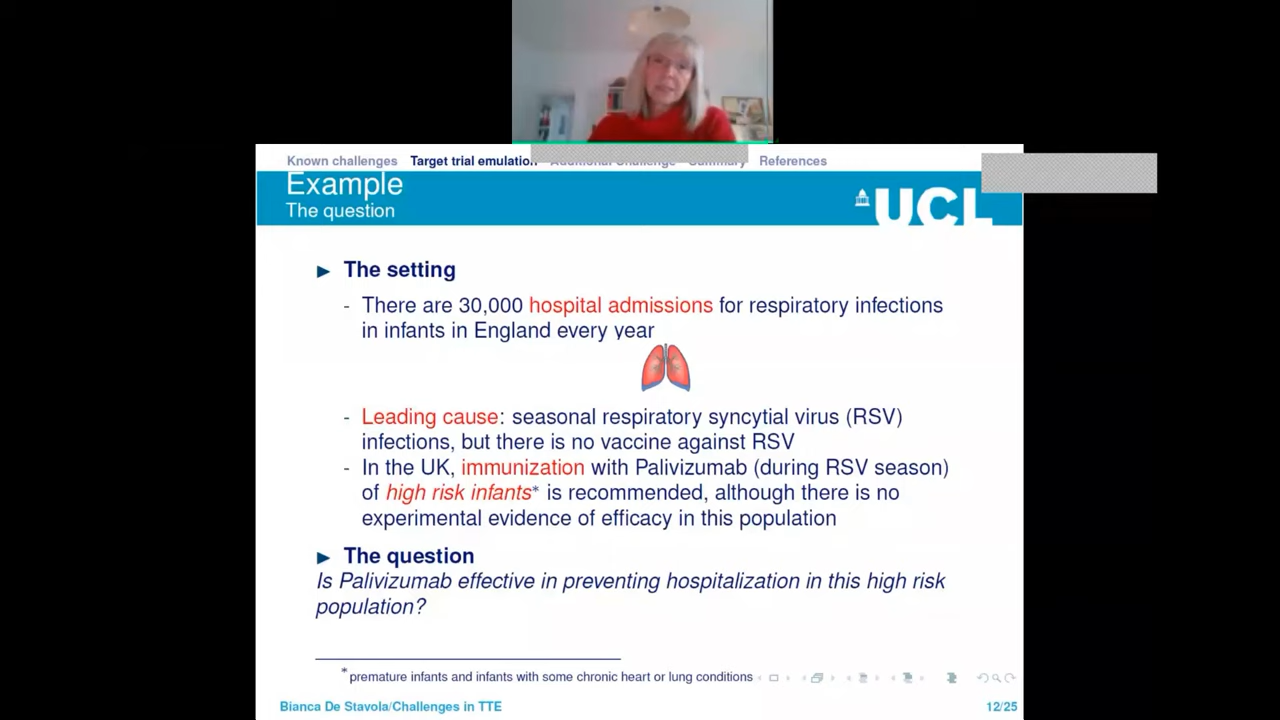 Known challenges Target trial emulation Additional Challenge Summary References
Example
The question
UCL
► The setting
- There are 30,000 hospital admissions for respiratory infections
in infants in England every year
- Leading cause: seasonal respiratory syncytial virus (RSV)
infections, but there is no vaccine against RSV
- In the UK, immunization with Palivizumab (during RSV season)
of high risk infants* is recommended, although there is no
experimental evidence of efficacy in this population
► The question
Is Palivizumab effective in preventing hospitalization in this high risk
population?
* premature infants and infants with some chronic heart or lung conditions
Bianca De Stavola/Challenges in TTE 12/25